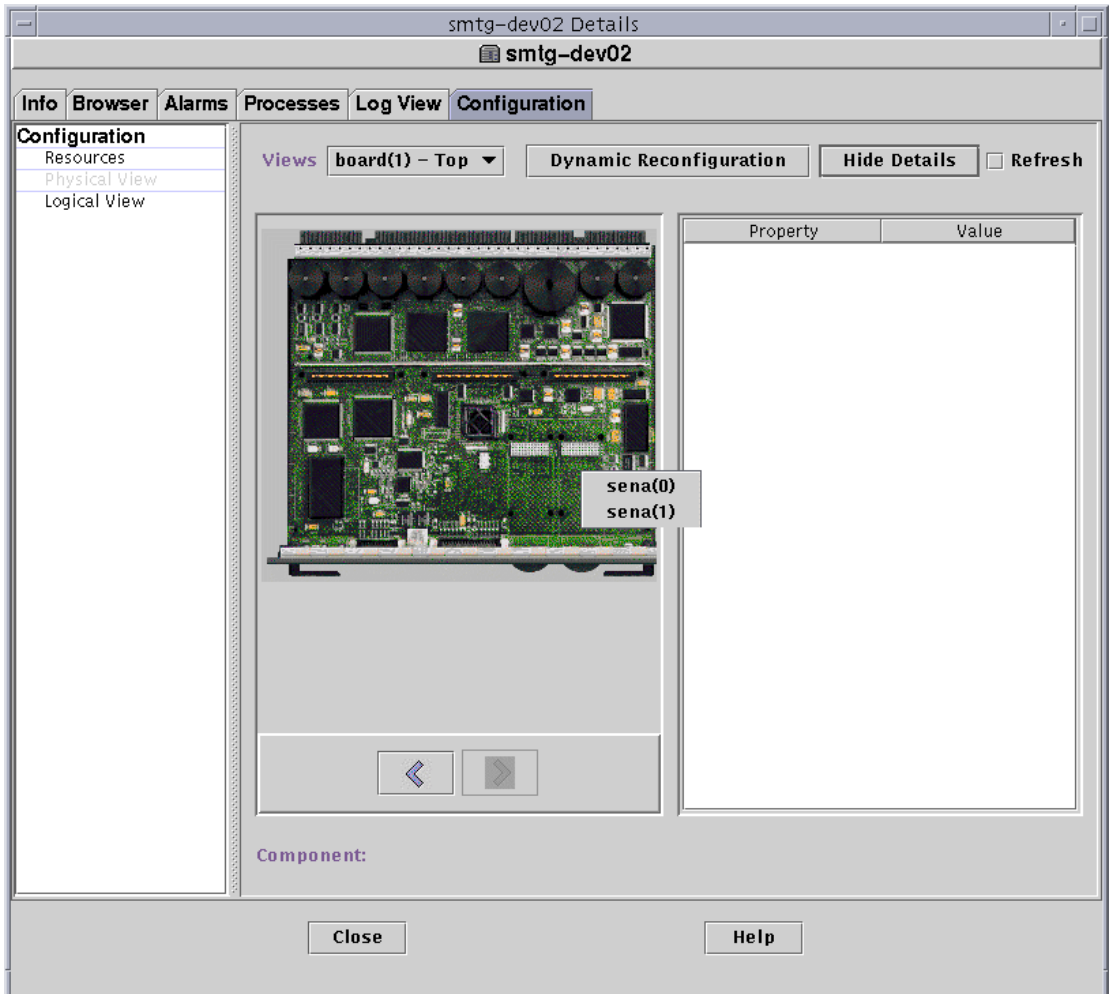 smtg-dev02 Details
smtg-dev02
Info Browser Alarms Processes Log View Configuration
Configuration
Resources
Physical View
Logical View
Views board(1) - Top Dynamic Reconfiguration Hide Details Refresh
Property Value
sena(0)
sena(1)
Component:
Close Help